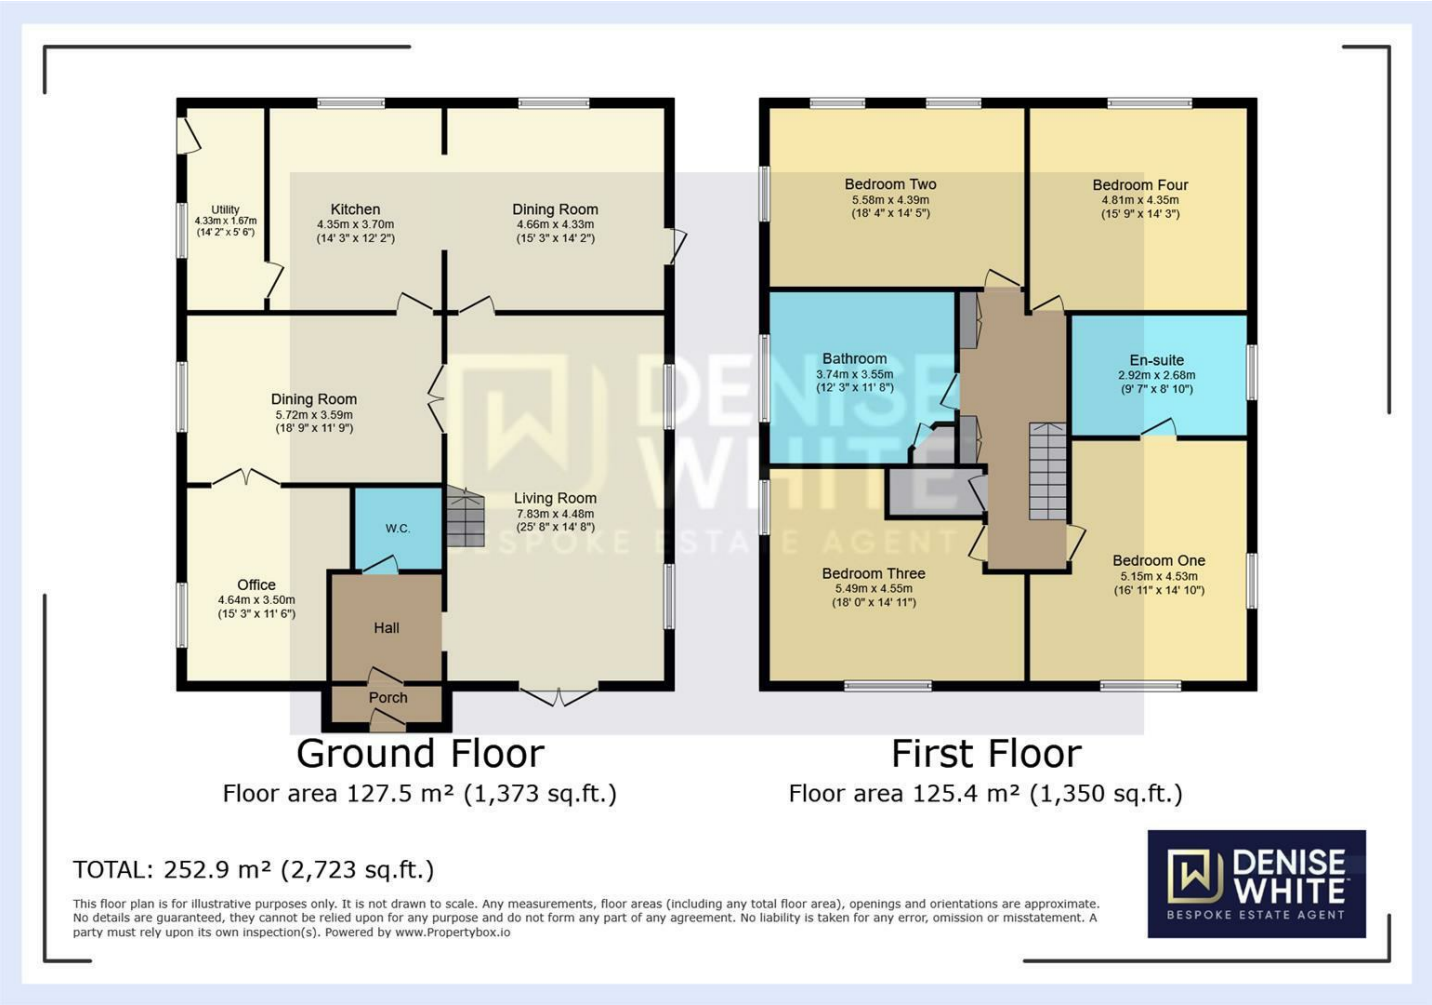 Utility
4.33m x 1.67m
(14' 2" x 5' 6")
Kitchen
4.35m x 3.70m
(14' 3" x 12' 2")
Dining Room
4.66m x 4.33m
(15' 3" x 14' 2")
Dining Room
5.72m x 3.59m
(18' 9" x 11' 9")
Living Room
7.83m x 4.48m
(25' 8" x 14' 8")
W.C.
Office
4.64m x 3.50m
(15' 3" x 11' 6")
Hall
Porch
Ground Floor
Floor area 127.5 m² (1,373 sq.ft.)
Bedroom Two
5.58m x 4.39m
(18' 4" x 14' 5")
Bedroom Four
4.81m x 4.35m
(15' 9" x 14' 3")
Bathroom
3.74m x 3.55m
(12' 3" x 11' 8")
En-suite
2.92m x 2.68m
(9' 7" x 8' 10")
Bedroom Three
5.49m x 4.55m
(18' 0" x 14' 11")
Bedroom One
5.15m x 4.53m
(16' 11" x 14' 10")
First Floor
Floor area 125.4 m² (1,350 sq.ft.)
DENISE
WHITE
BESPOKE ESTATE AGENT
TOTAL: 252.9 m² (2,723 sq.ft.)
This floor plan is for illustrative purposes only. It is not drawn to scale. Any measurements, floor areas (including any total floor area), openings and orientations are approximate.
No details are guaranteed, they cannot be relied upon for any purpose and do not form any part of any agreement. No liability is taken for any error, omission or misstatement. A
party must rely upon its own inspection(s). Powered by www.Propertybox.io
DENISE
WHITE™
BESPOKE ESTATE AGENT